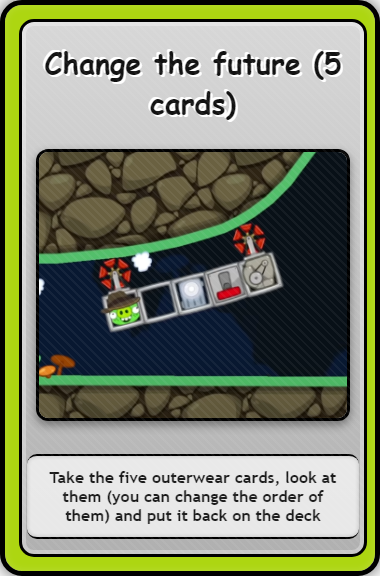 Change the future (5
cards)
Take the five outerwear cards, look at
them (you can change the order of
them) and put it back on the deck